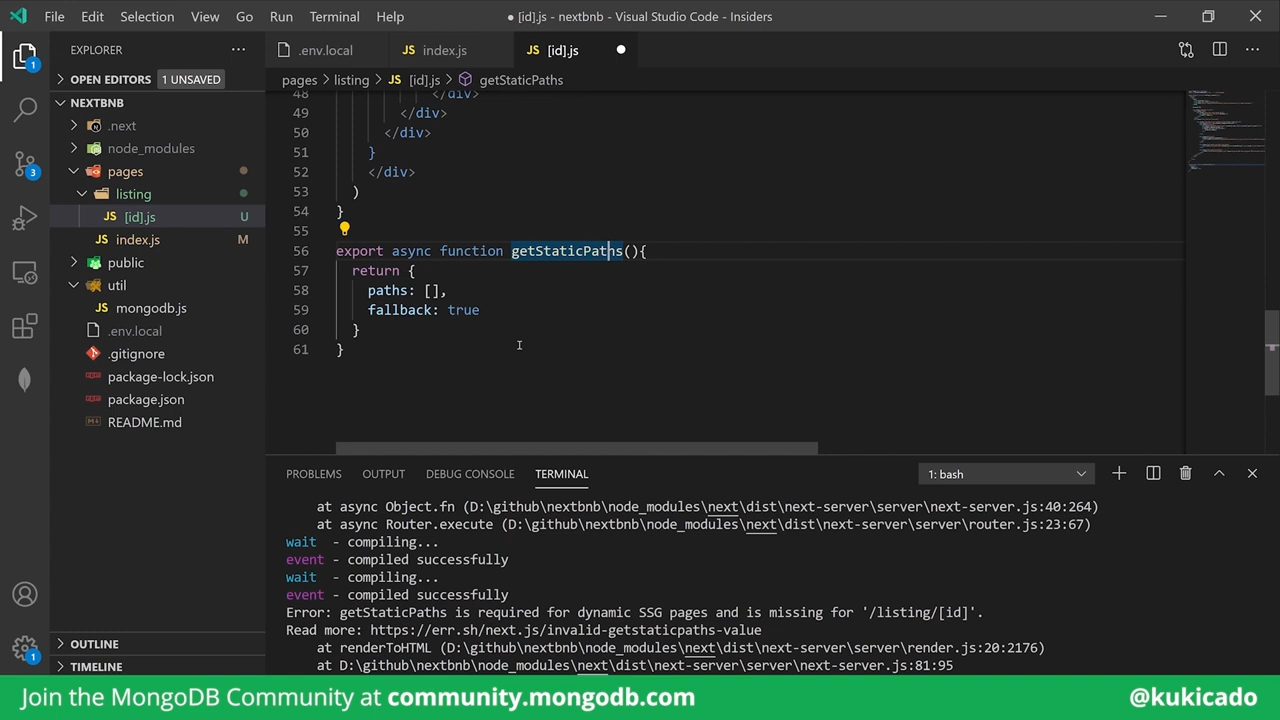 File Edit Selection View Go Run Terminal Help
● [id].js - nextbnb - Visual Studio Code - Insiders
EXPLORER
OPEN EDITORS 1 UNSAVED
NEXTBNB
.next
node_modules
pages
listing
JS [id].js U
JS index.js M
public
util
JS mongodb.js
.env.local
.gitignore
package-lock.json
package.json
README.md
OUTLINE
TIMELINE
1
3
1
.env.local JS index.js JS [id].js
pages > listing > JS [id].js > getStaticPaths
48 </div>
49 </div>
50 </div>
51 }
52 </div>
53 )
54 }
55
56 export async function getStaticPaths(){
57 return {
58 paths: [],
59 fallback: true
60 }
61 }
PROBLEMS OUTPUT DEBUG CONSOLE TERMINAL 1: bash
at async Object.fn (D:\github\nextbnb\node_modules\next\dist\next-server\server\next-server.js:40:264)
at async Router.execute (D:\github\nextbnb\node_modules\next\dist\next-server\server\router.js:23:67)
wait - compiling...
event - compiled successfully
wait - compiling...
event - compiled successfully
Error: getStaticPaths is required for dynamic SSG pages and is missing for '/listing/[id]'.
Read more: https://err.sh/next.js/invalid-getstaticpaths-value
at renderToHTML (D:\github\nextbnb\node_modules\next\dist\next-server\server\render.js:20:2176)
at D:\github\nextbnb\node_modules\next\dist\next-server\server\next-server.js:81:95
Join the MongoDB Community at community.mongodb.com @kukicado